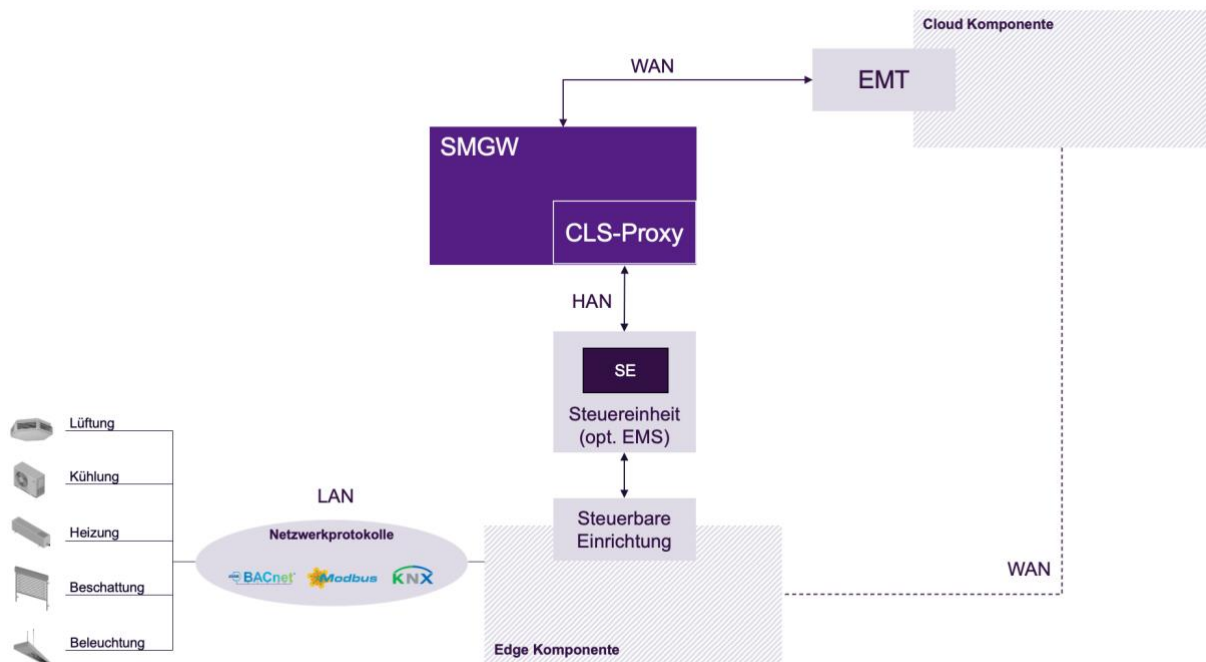 Cloud Komponente
WAN
EMT
SMGW
CLS-Proxy
HAN
SE
Steuereinheit
(opt. EMS)
Lüftung
Kühlung
Heizung
Beschattung
Beleuchtung
LAN
Netzwerkprotokolle
BACnet
Modbus
KNX
Steuerbare
Einrichtung
Edge Komponente
WAN